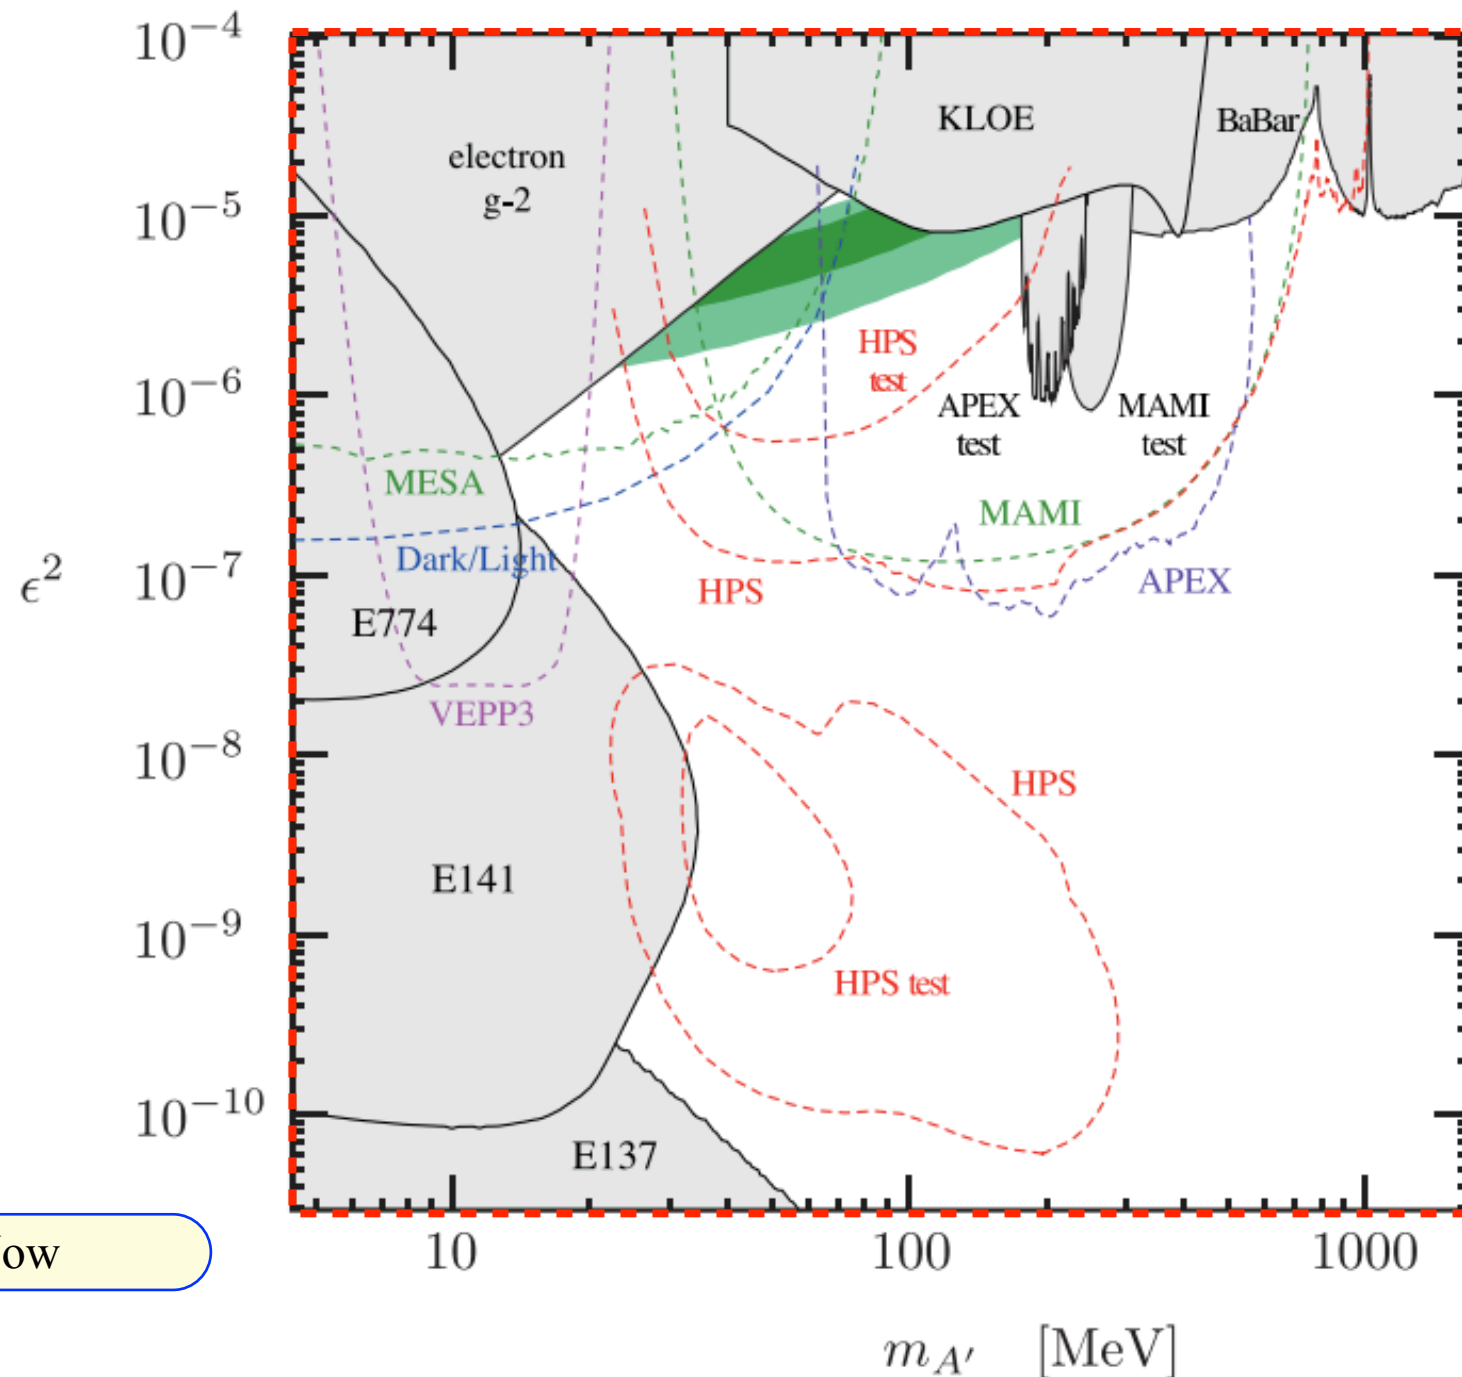 10⁻⁴
KLOE
BaBar
electron
g-2
10⁻⁵
HPS
test
10⁻⁶
APEX
test
MAMI
test
MESA
MAMI
Dark/Light
ϵ²
10⁻⁷
HPS
APEX
E774
VEPP3
10⁻⁸
HPS
E141
10⁻⁹
HPS test
10⁻¹⁰
E137
10
100
1000
m_A′ [MeV]